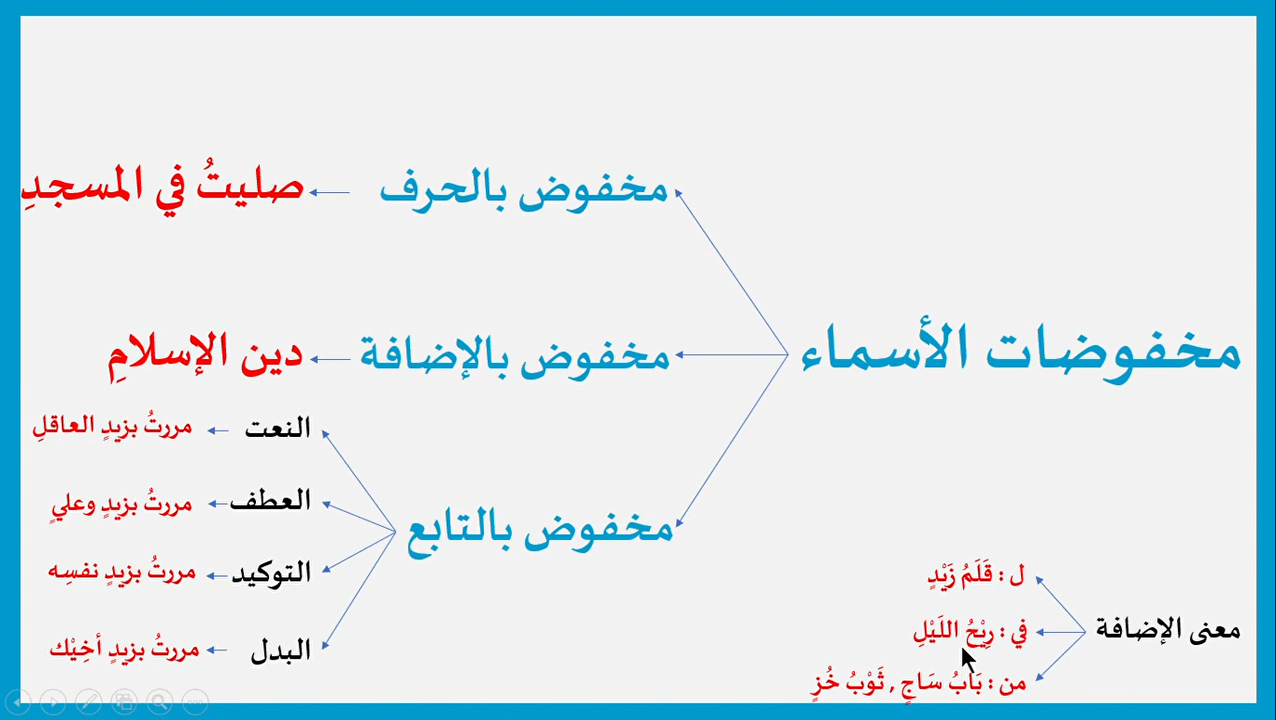 مخفوضات الأسماء
مخفوض بالحرف
صليتُ في المسجدِ
مخفوض بالإضافة
دين الإسلامِ
مخفوض بالتابع
النعت
مررتُ بزيدٍ العاقلِ
العطف
مررتُ بزيدٍ وعليٍ
التوكيد
مررتُ بزيدٍ نفسِه
البدل
مررتُ بزيدٍ أخِيْك
معنى الإضافة
ل : قَلَمُ زَيْدٍ
في : رِيْحُ اللَيْلِ
من : بَابُ سَاجٍ , ثَوْبُ خُزٍ